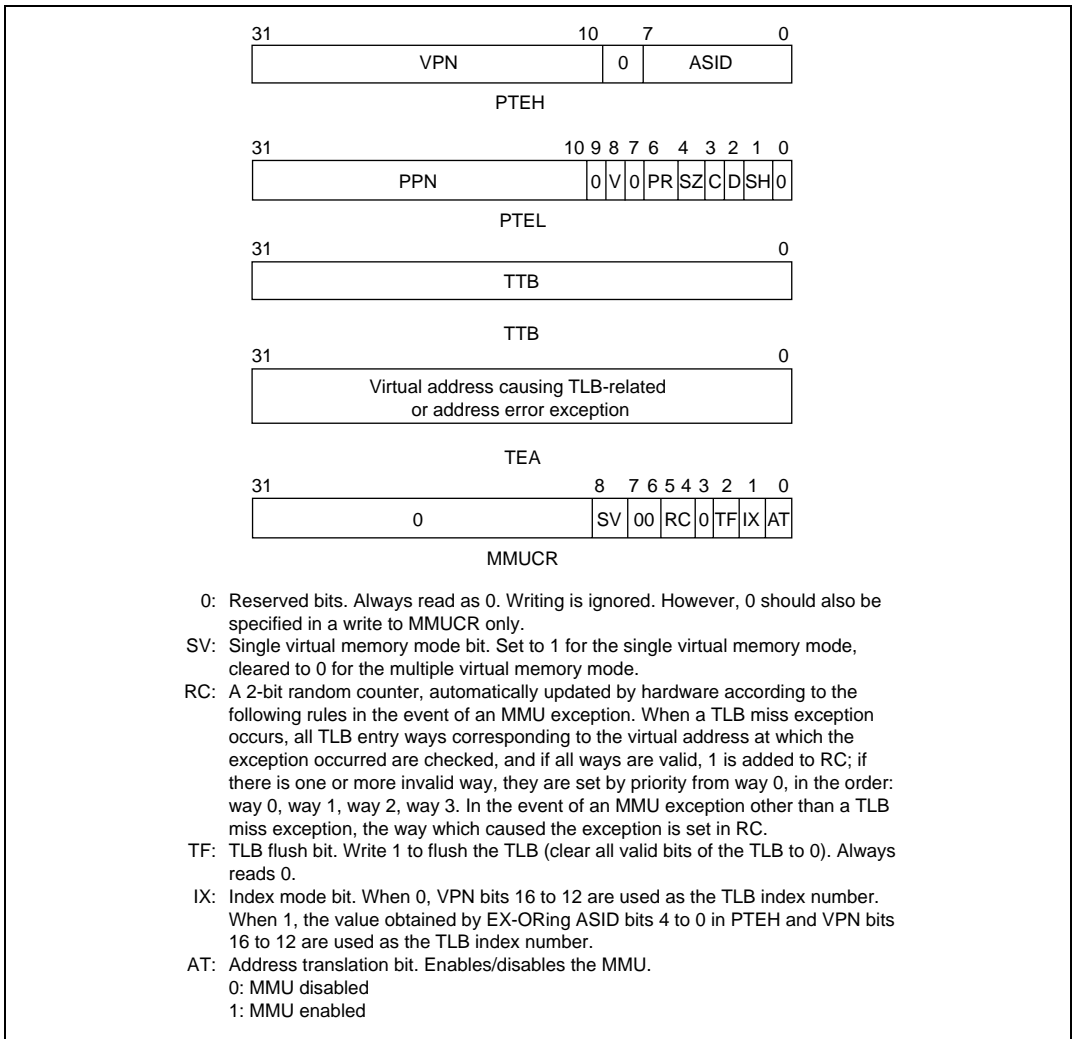 31 10 7 0
VPN 0 ASID
PTEH
31 10 9 8 7 6 4 3 2 1 0
PPN 0 V 0 PR SZ C D SH 0
PTEL
31 0
TTB
TTB
31 0
Virtual address causing TLB-related
or address error exception
TEA
31 8 7 6 5 4 3 2 1 0
0 SV 00 RC 0 TF IX AT
MMUCR
0: Reserved bits. Always read as 0. Writing is ignored. However, 0 should also be
specified in a write to MMUCR only.
SV: Single virtual memory mode bit. Set to 1 for the single virtual memory mode,
cleared to 0 for the multiple virtual memory mode.
RC: A 2-bit random counter, automatically updated by hardware according to the
following rules in the event of an MMU exception. When a TLB miss exception
occurs, all TLB entry ways corresponding to the virtual address at which the
exception occurred are checked, and if all ways are valid, 1 is added to RC; if
there is one or more invalid way, they are set by priority from way 0, in the order:
way 0, way 1, way 2, way 3. In the event of an MMU exception other than a TLB
miss exception, the way which caused the exception is set in RC.
TF: TLB flush bit. Write 1 to flush the TLB (clear all valid bits of the TLB to 0). Always
reads 0.
IX: Index mode bit. When 0, VPN bits 16 to 12 are used as the TLB index number.
When 1, the value obtained by EX-ORing ASID bits 4 to 0 in PTEH and VPN bits
16 to 12 are used as the TLB index number.
AT: Address translation bit. Enables/disables the MMU.
0: MMU disabled
1: MMU enabled